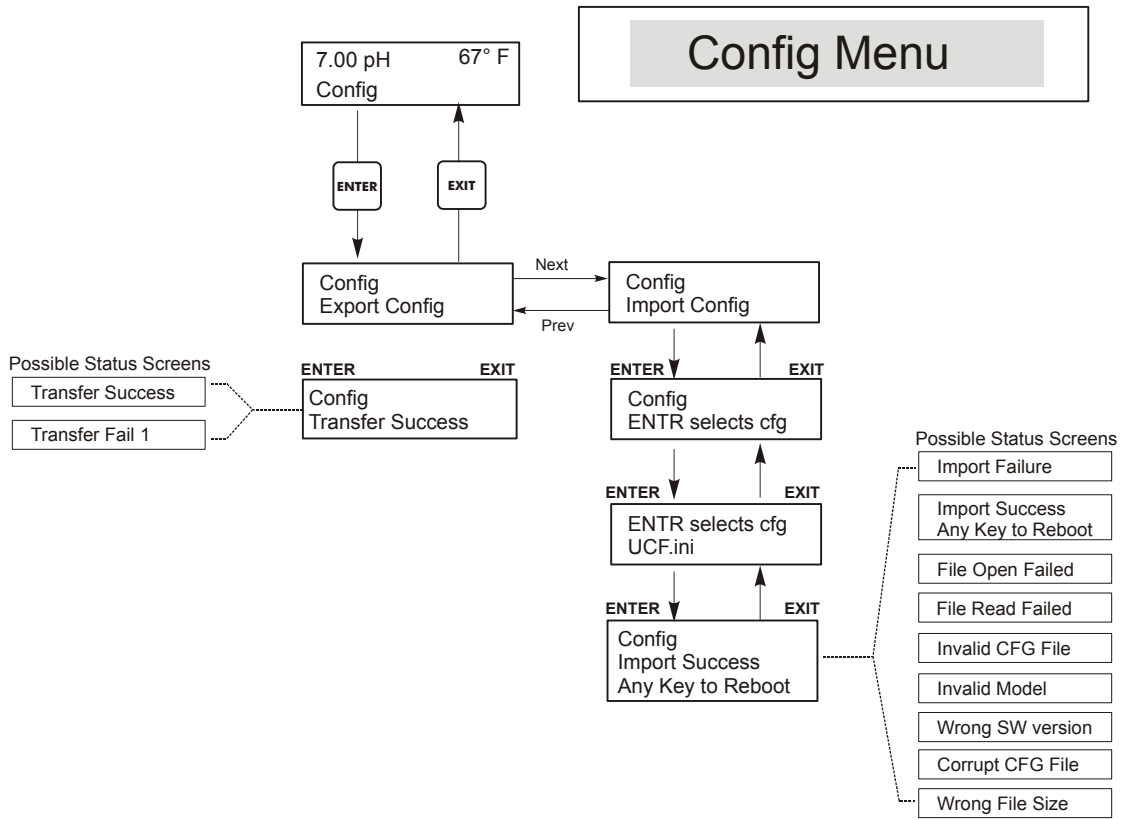 Config Menu
7.00 pH 67° F
Config
ENTER
EXIT
Config
Export Config
Next
Prev
Config
Import Config
Possible Status Screens
Transfer Success
Transfer Fail 1
ENTER EXIT
Config
Transfer Success
ENTER EXIT
Config
ENTR selects cfg
ENTER EXIT
ENTR selects cfg
UCF.ini
ENTER EXIT
Config
Import Success
Any Key to Reboot
Possible Status Screens
Import Failure
Import Success
Any Key to Reboot
File Open Failed
File Read Failed
Invalid CFG File
Invalid Model
Wrong SW version
Corrupt CFG File
Wrong File Size